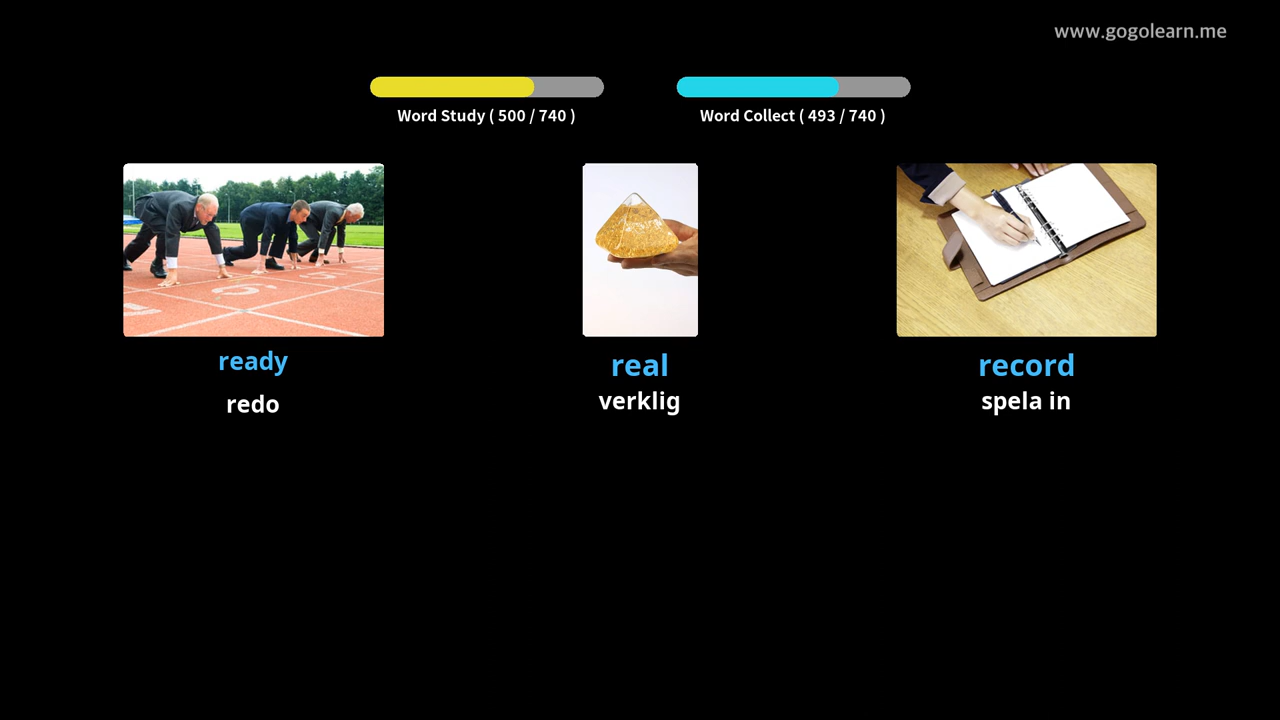 www.gogolearn.me
Word Study ( 500 / 740 )
Word Collect ( 493 / 740 )
ready
redo
real
verklig
record
spela in